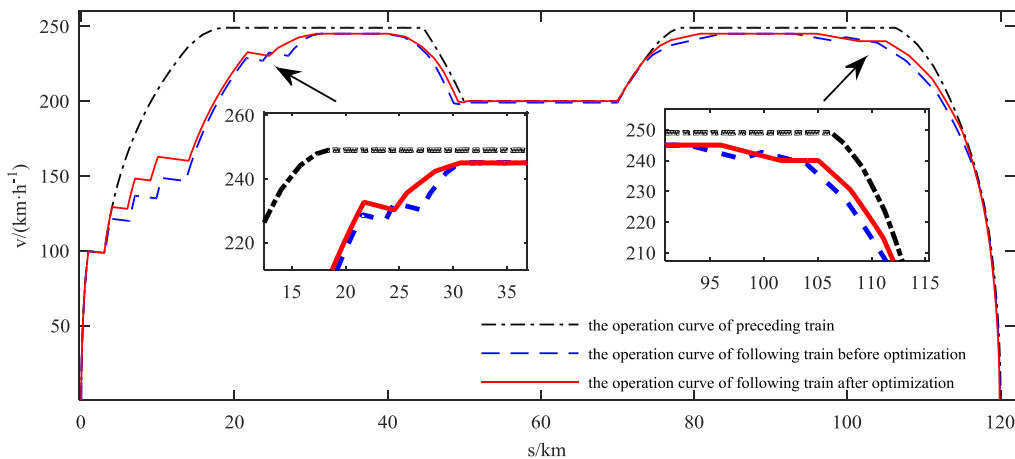 250
200
150
100
50
v/(km·h⁻¹)
260
240
220
15 20 25 30 35
250
240
230
220
210
95 100 105 110 115
the operation curve of preceding train
the operation curve of following train before optimization
the operation curve of following train after optimization
0 20 40 60 80 100 120
s/km